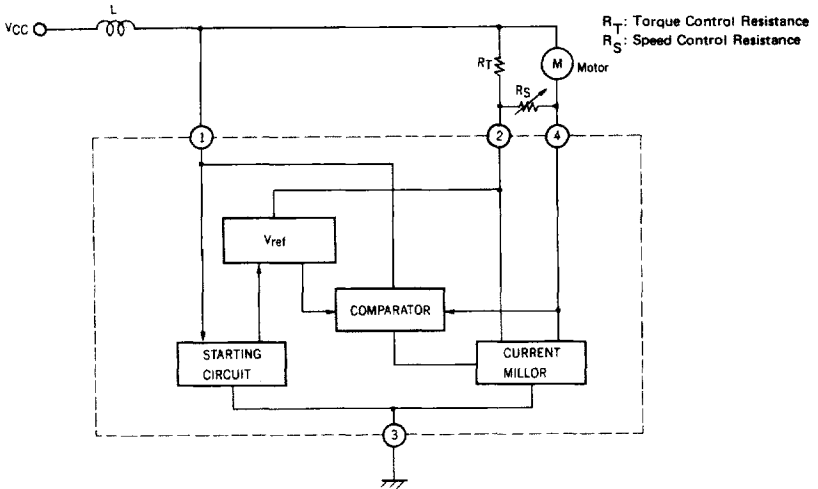 L
VCC
RT: Torque Control Resistance
RS: Speed Control Resistance
RT
M Motor
RS
1
2
4
Vref
COMPARATOR
STARTING
CIRCUIT
CURRENT
MILLOR
3